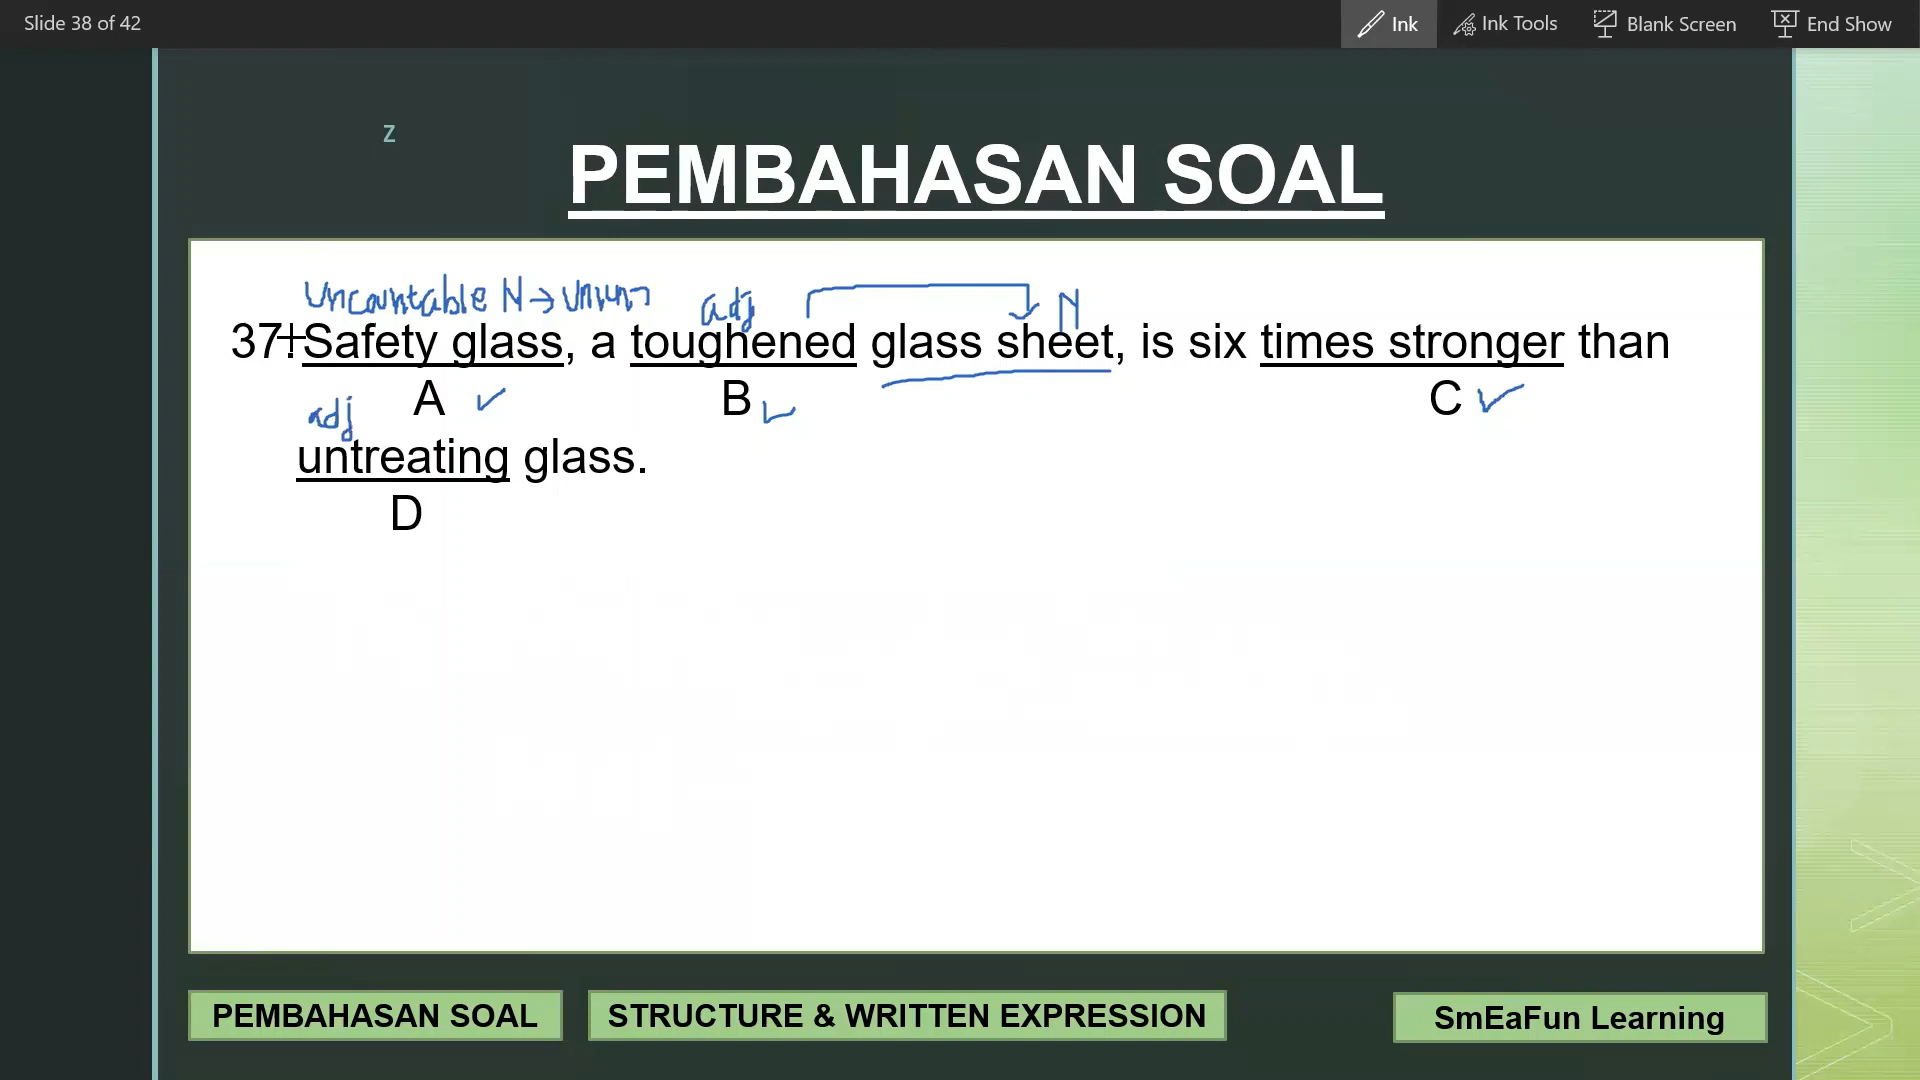 Slide 38 of 42
Ink
Ink Tools
Blank Screen
End Show
z
PEMBAHASAN SOAL
Uncountable N →
adj
N
37. Safety glass, a toughened glass sheet, is six times stronger than
A ✓ B ✓ C ✓
adj
untreating glass.
D
PEMBAHASAN SOAL
STRUCTURE & WRITTEN EXPRESSION
SmEaFun Learning